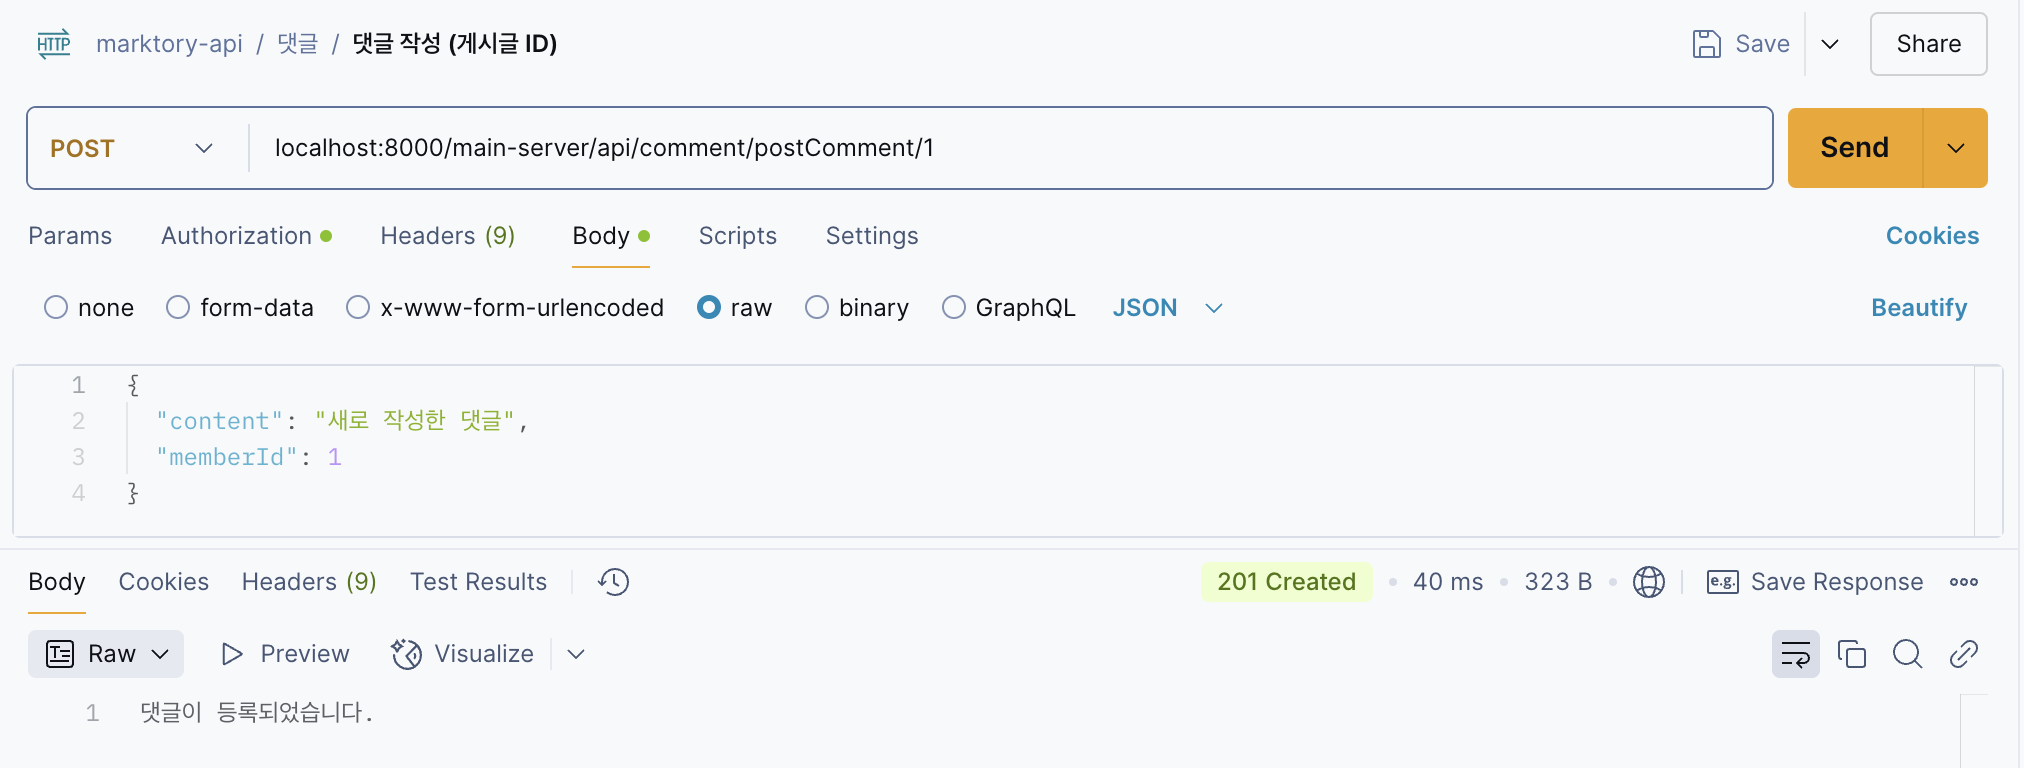 HTTP marktory-api / 댓글 / 댓글 작성 (게시글 ID) Save Share
POST localhost:8000/main-server/api/comment/postComment/1 Send
Params Authorization Headers (9) Body Scripts Settings Cookies
none form-data x-www-form-urlencoded raw binary GraphQL JSON Beautify
1 {
2 "content": "새로 작성한 댓글",
3 "memberId": 1
4 }
Body Cookies Headers (9) Test Results 201 Created 40 ms 323 B e.g. Save Response
Raw Preview Visualize
1 댓글이 등록되었습니다.